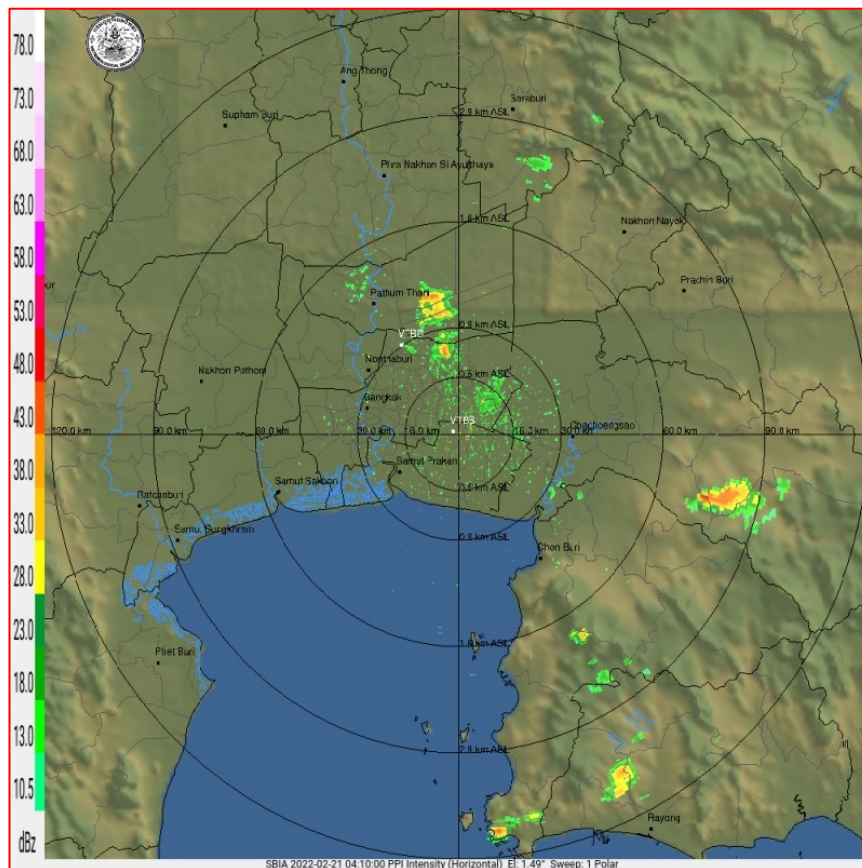 78.0
73.0
68.0
63.0
58.0
53.0
48.0
43.0
38.0
33.0
28.0
23.0
18.0
13.0
10.5
dBz
Ang Thong
Saraburi
2.9 km ASL
Suphan Buri
Phra Nakhon Si Ayutthaya
1.8 km ASL
Nakhon Nayok
Prachin Buri
Pathum Thani
0.9 km ASL
VTBD
Nonthaburi
0.5 km ASL
Nakhon Pathom
Bangkok
VTBS
Chachoengsao
120.0 km
90.0 km
60.0 km
30.0 km
15.0 km
15.0 km
30.0 km
60.0 km
90.0 km
Samut Prakan
Samut Sakhon
0.5 km ASL
Ratchaburi
Samut Songkhram
0.9 km ASL
Chon Buri
1.8 km ASL
Phet Buri
2.9 km ASL
Rayong
SBIA 2022-02-21 04:10:00 PPI Intensity (Horizontal) El: 1.49° Sweep: 1 Polar